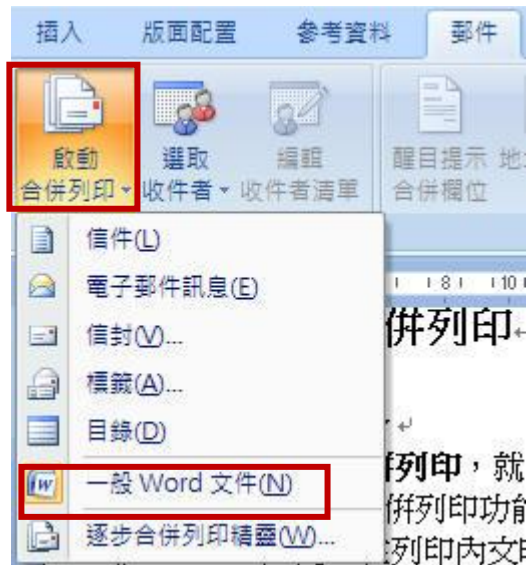 插入 版面配置 參考資料 郵件
啟動
合併列印
選取
收件者
編輯
收件者清單
醒目提示
合併欄位
信件(L)
電子郵件訊息(E)
信封(V)...
標籤(A)...
目錄(D)
一般 Word 文件(N)
逐步合併列印精靈(W)...
8 10
併列印
列印,就
併列印功
列印內文